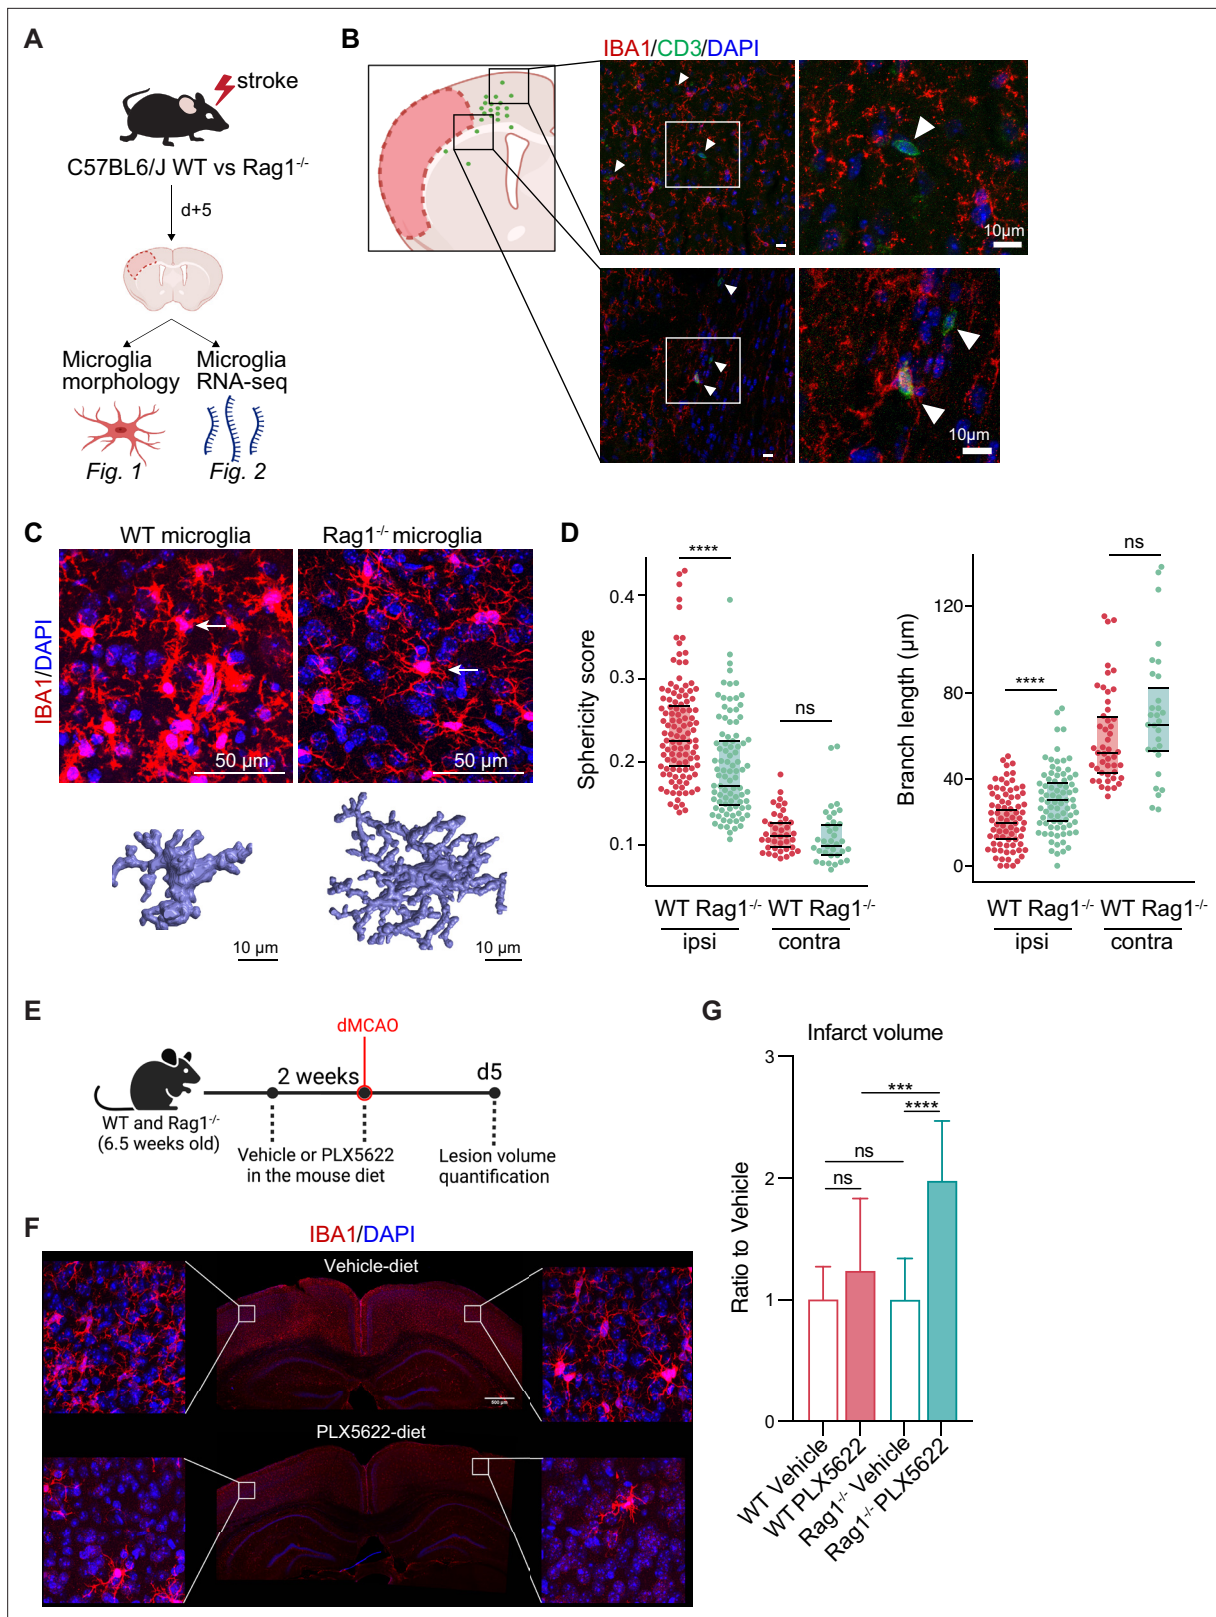 A
stroke
C57BL6/J WT vs Rag1-/-
d+5
Microglia
morphology
Fig. 1
Microglia
RNA-seq
Fig. 2
B
IBA1/CD3/DAPI
10µm
10µm
C
WT microglia
Rag1-/- microglia
IBA1/DAPI
50 µm
50 µm
10 µm
10 µm
D
Sphericity score
0.4
0.3
0.2
0.1
****
ns
WT Rag1-/- WT Rag1-/-
ipsi
contra
Branch length (µm)
120
80
40
0
****
ns
WT Rag1-/- WT Rag1-/-
ipsi
contra
E
dMCAO
2 weeks
d5
WT and Rag1-/-
(6.5 weeks old)
Vehicle or PLX5622
in the mouse diet
Lesion volume
quantification
F
IBA1/DAPI
Vehicle-diet
500 µm
PLX5622-diet
G
Infarct volume
Ratio to Vehicle
3
2
1
0
***
****
ns
ns
WT Vehicle
WT PLX5622
Rag1-/- Vehicle
Rag1-/- PLX5622